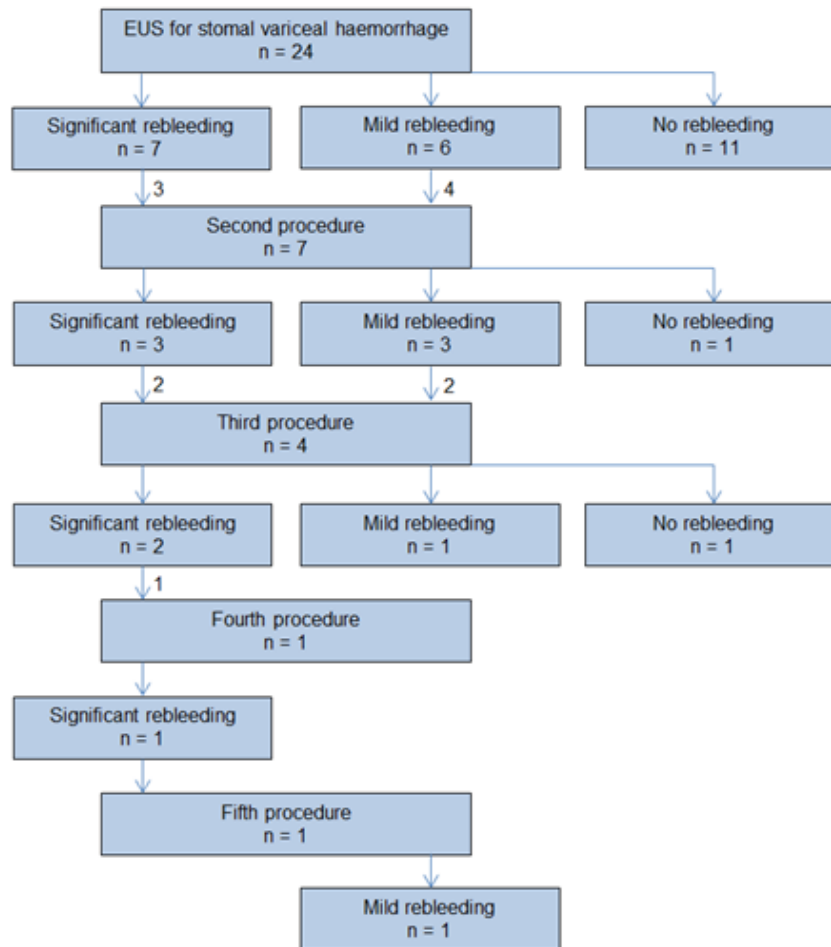 EUS for stomal variceal haemorrhage
n = 24
Significant rebleeding
n = 7
Mild rebleeding
n = 6
No rebleeding
n = 11
3
4
Second procedure
n = 7
Significant rebleeding
n = 3
Mild rebleeding
n = 3
No rebleeding
n = 1
2
2
Third procedure
n = 4
Significant rebleeding
n = 2
Mild rebleeding
n = 1
No rebleeding
n = 1
1
Fourth procedure
n = 1
Significant rebleeding
n = 1
Fifth procedure
n = 1
Mild rebleeding
n = 1